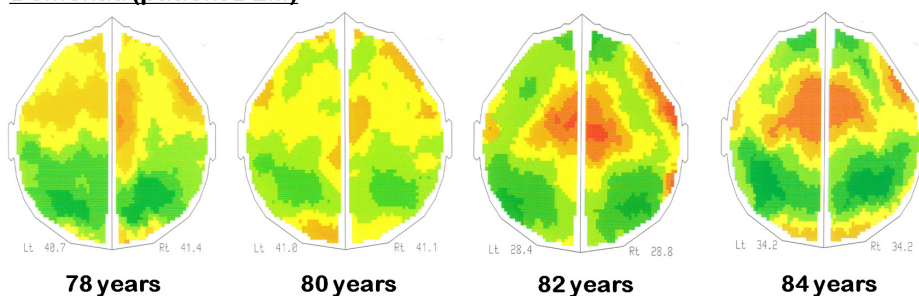 Lt 40.7 Rt 41.4
Lt 41.0 Rt 41.1
Lt 28.4 Rt 28.8
Lt 34.2 Rt 34.2
78 years 80 years 82 years 84 years